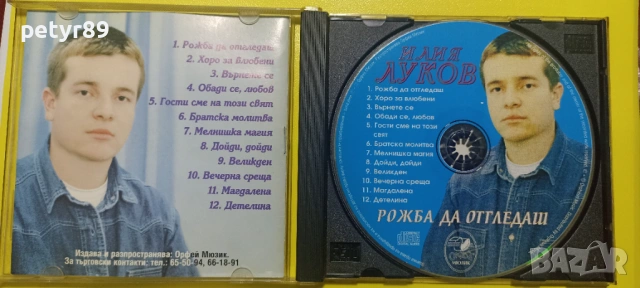 petyr89
1. Рожба да отгледаш
2. Хоро за влюбени
3. Върнете се
4. Обади се, любов
5. Гости сме на този свят
6. Братска молитва
7. Мелнишка магия
8. Дойди, дойди
9. Великден
10. Вечерна среща
11. Магдалена
12. Детелина
Издава и разпространява: Орфей Мюзик.
За търговски контакти: тел.: 65-50-94, 66-18-91
ИЛИЯ
ЛУКОВ
1. Рожба да отгледаш
2. Хоро за влюбени
3. Върнете се
4. Обади се, любов
5. Гости сме на този
свят
6. Братска молитва
7. Мелнишка магия
8. Дойди, дойди
9. Великден
10. Вечерна среща
11. Магдалена
12. Детелина
РОЖБА ДА ОТГЛЕДАШ
BAZAR